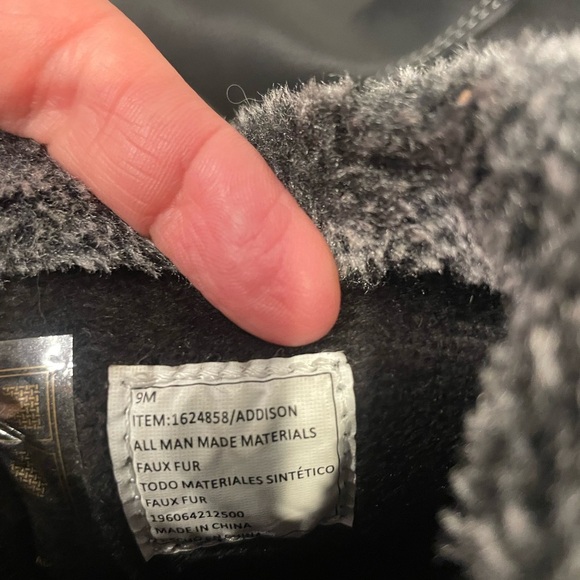 9M
ITEM:1624858/ADDISON
ALL MAN MADE MATERIALS
FAUX FUR
TODO MATERIALES SINTÉTICO
FAUX FUR
196064212500
MADE IN CHINA